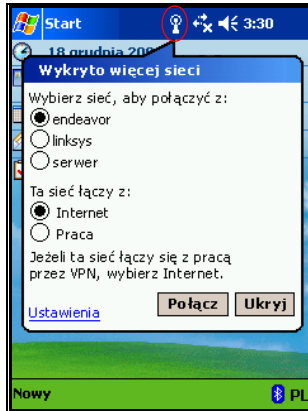 Start 3:30
18 grudnia 200
Wykryto więcej sieci
Wybierz sieć, aby połączyć z:
endeavor
linksys
serwer
Ta sieć łączy z:
Internet
Praca
Jeżeli ta sieć łączy się z pracą
przez VPN, wybierz Internet.
Ustawienia Połącz Ukryj
Nowy PL